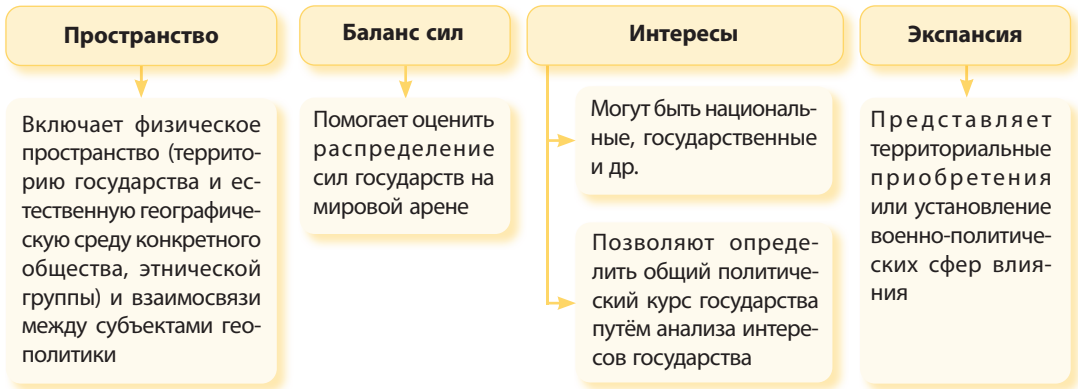 Пространство
Включает физическое
пространство (террито-
рию государства и ес-
тественную географиче-
скую среду конкретного
общества, этнической
группы) и взаимосвязи
между субъектами гео-
политики
Баланс сил
Помогает оценить
распределение
сил государств на
мировой арене
Интересы
Могут быть националь-
ные, государственные
и др.
Позволяют опреде-
лить общий политиче-
ский курс государства
путём анализа интере-
сов государства
Экспансия
Представляет
территориальные
приобретения
или установление
военно-политиче-
ских сфер влия-
ния